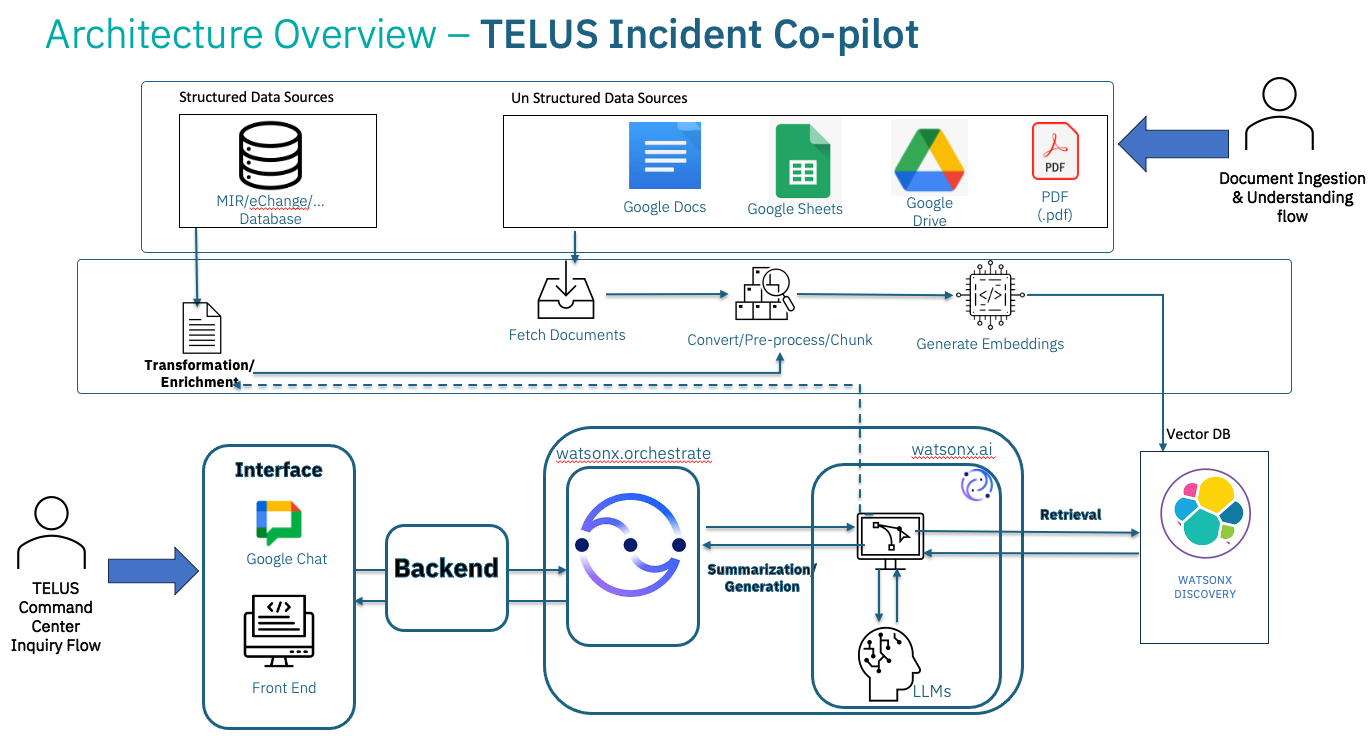 Architecture Overview – TELUS Incident Co-pilot
Structured Data Sources
Un Structured Data Sources
MIR/eChange/...
Database
Google Docs
Google Sheets
Google
Drive
PDF
PDF
(.pdf)
Document Ingestion
& Understanding
flow
Fetch Documents
Convert/Pre-process/Chunk
</>
Generate Embeddings
Transformation/
Enrichment
Vector DB
WATSONX
DISCOVERY
TELUS
Command
Center
Inquiry Flow
Interface
Google Chat
</>
Front End
Backend
watsonx.orchestrate
watsonx.ai
Summarization/
Generation
Retrieval
LLMs